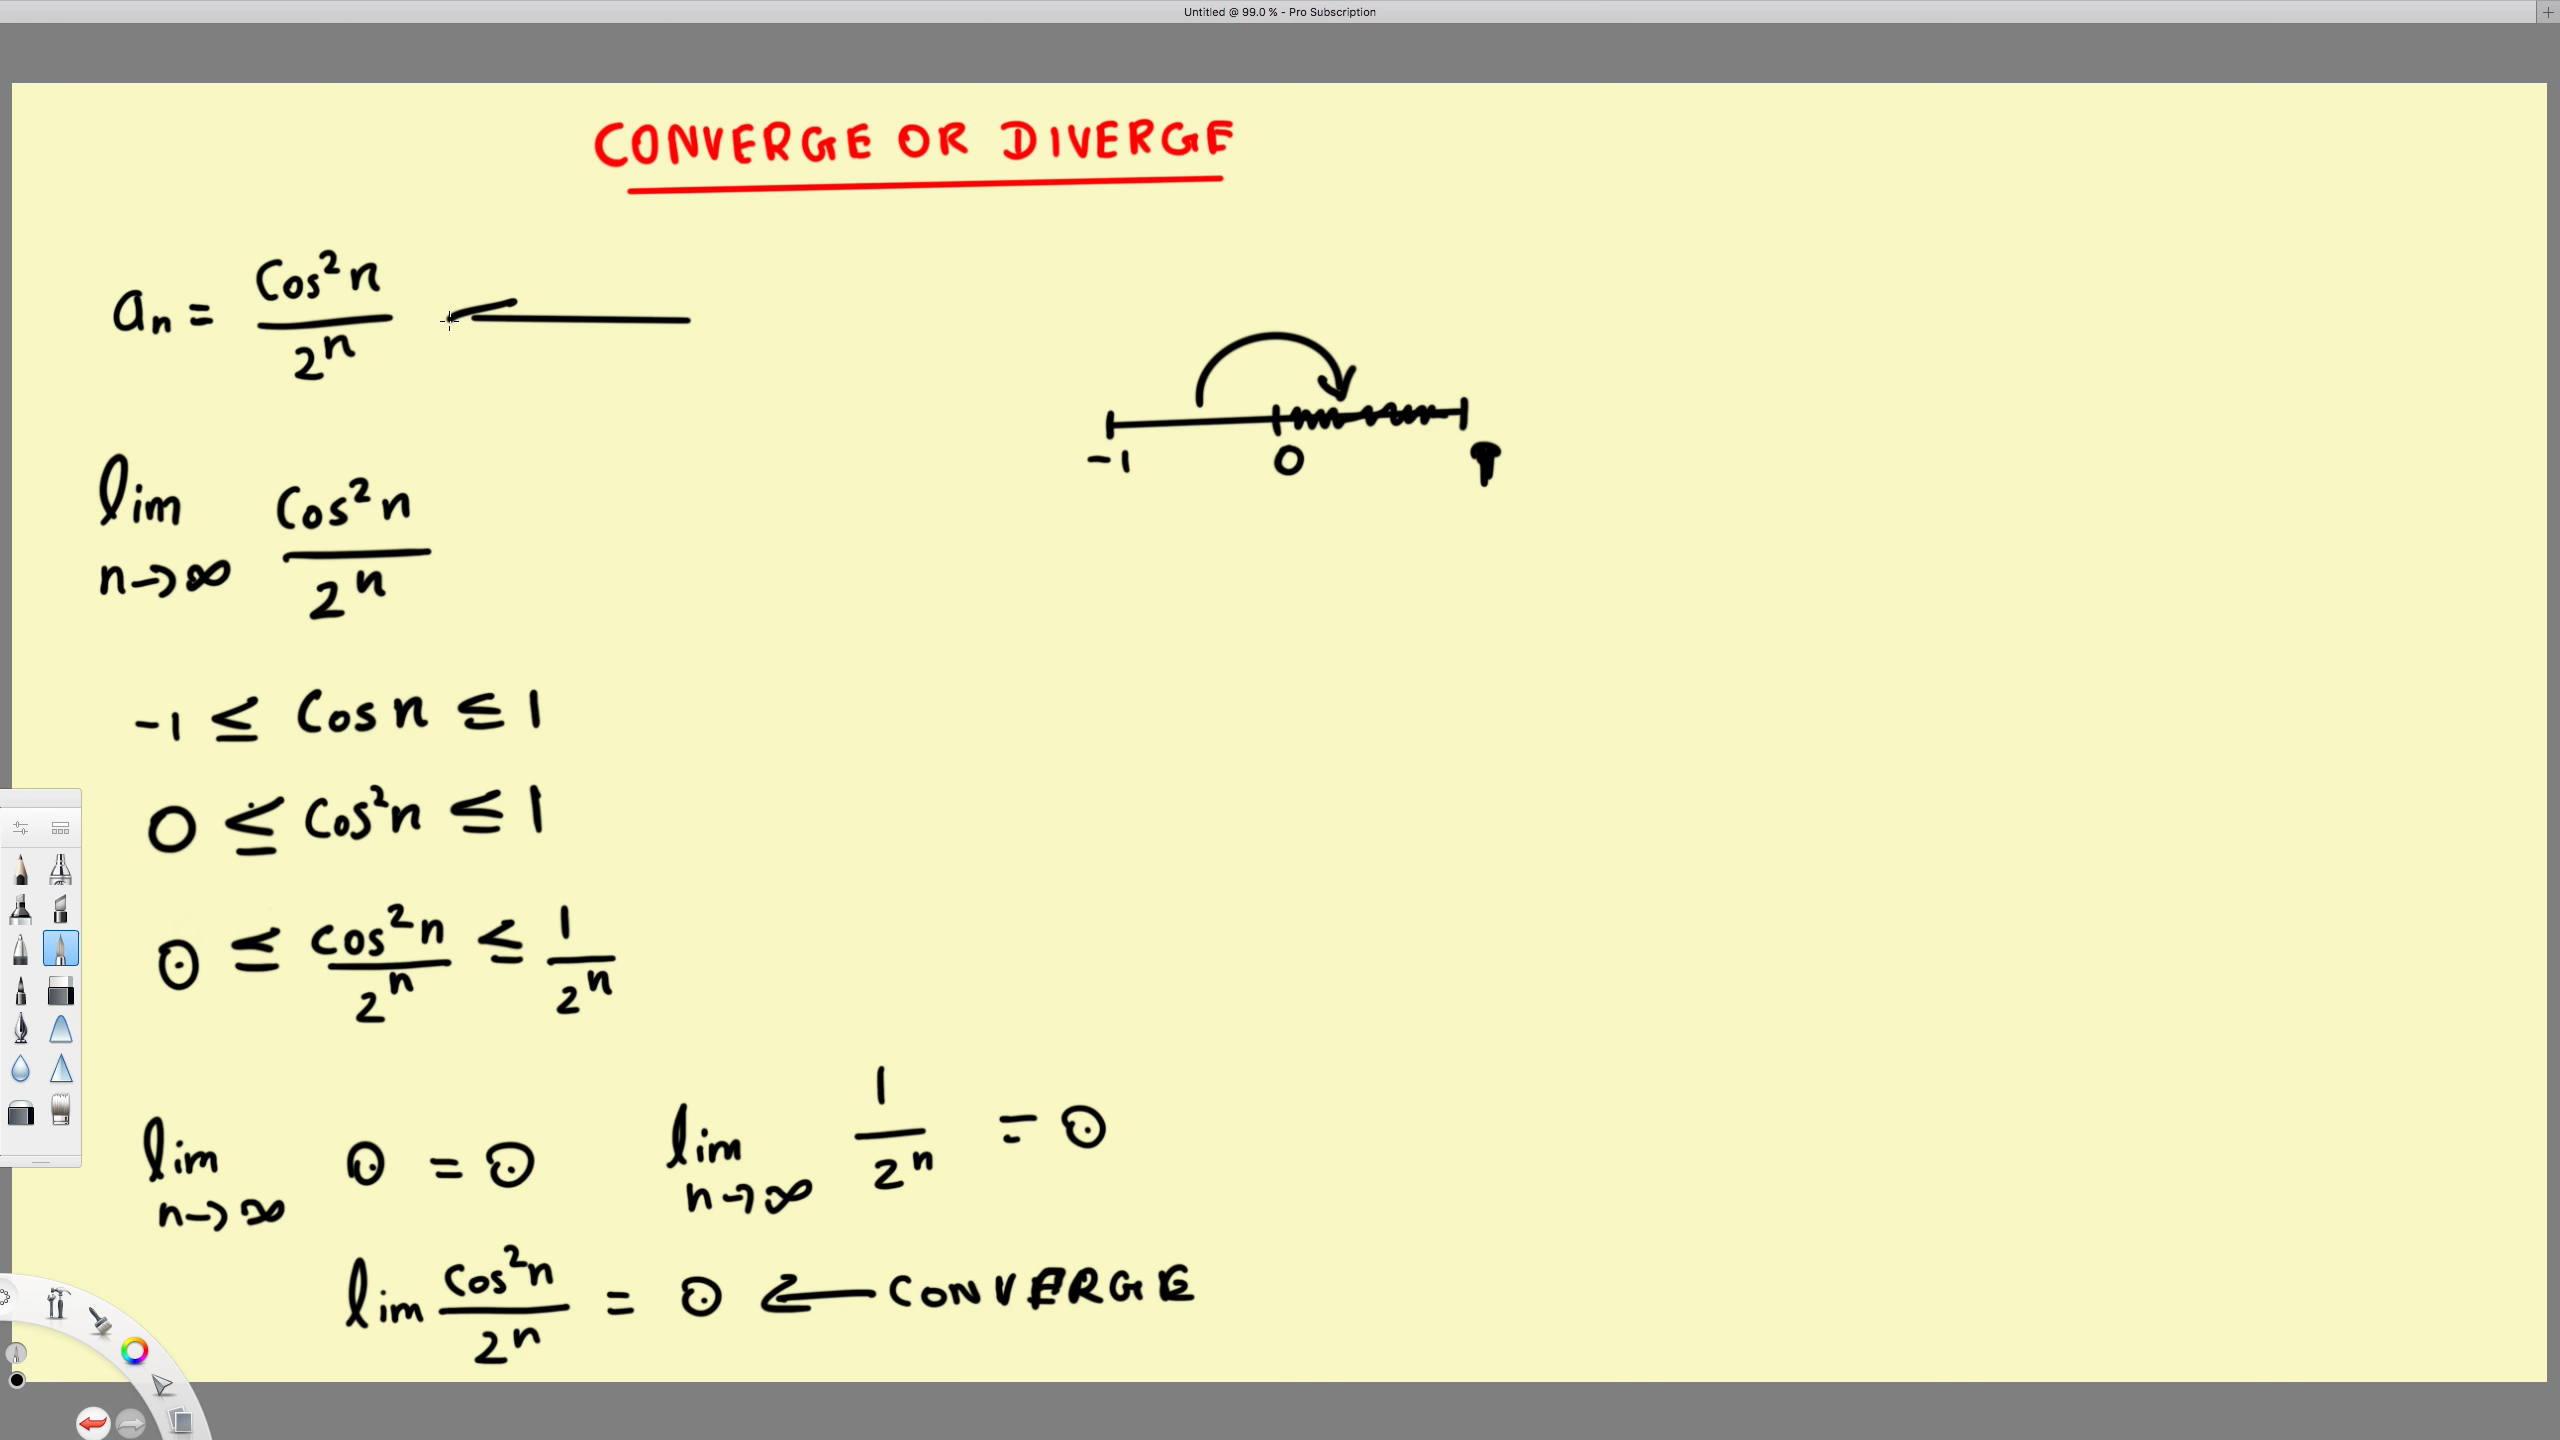 Untitled @ 99.0 % - Pro Subscription
CONVERGE OR DIVERGE
aₙ = cos²n / 2ⁿ
lim n→∞ cos²n / 2ⁿ
-1 0 1
-1 ≤ cos n ≤ 1
0 ≤ cos²n ≤ 1
0 ≤ cos²n / 2ⁿ ≤ 1 / 2ⁿ
lim n→∞ 0 = 0 lim n→∞ 1 / 2ⁿ = 0
lim cos²n / 2ⁿ = 0 ← CONVERGE